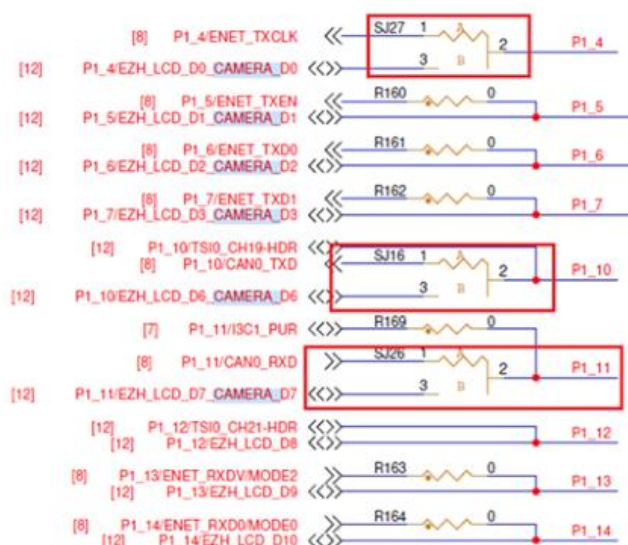 [8] P1_4/ENET_TXCLK SJ27 1 A 2 P1_4
[12] P1_4/EZH_LCD_D0_CAMERA_D0 3 B
[8] P1_5/ENET_TXEN R160 0
[12] P1_5/EZH_LCD_D1_CAMERA_D1 P1_5
[8] P1_6/ENET_TXD0 R161 0
[12] P1_6/EZH_LCD_D2_CAMERA_D2 P1_6
[8] P1_7/ENET_TXD1 R162 0
[12] P1_7/EZH_LCD_D3_CAMERA_D3 P1_7
[12] P1_10/TSI0_CH19-HDR
[8] P1_10/CAN0_TXD SJ16 1 A 2 P1_10
[12] P1_10/EZH_LCD_D6_CAMERA_D6 3 B
[7] P1_11/I3C1_PUR R169 0
[8] P1_11/CAN0_RXD SJ26 1 A 2 P1_11
[12] P1_11/EZH_LCD_D7_CAMERA_D7 3 B
[12] P1_12/TSI0_CH21-HDR
[12] P1_12/EZH_LCD_D8 P1_12
[8] P1_13/ENET_RXDV/MODE2 R163 0
[12] P1_13/EZH_LCD_D9 P1_13
[8] P1_14/ENET_RXD0/MODE0 R164 0
[12] P1_14/EZH_LCD_D10 P1_14